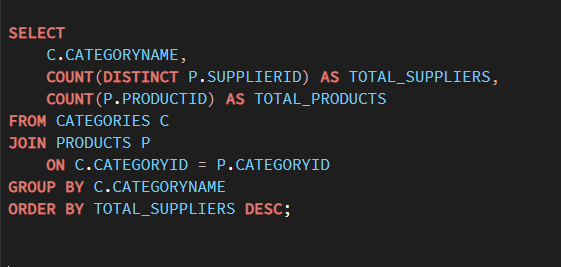 SELECT
    C.CATEGORYNAME,
    COUNT(DISTINCT P.SUPPLIERID) AS TOTAL_SUPPLIERS,
    COUNT(P.PRODUCTID) AS TOTAL_PRODUCTS
FROM CATEGORIES C
JOIN PRODUCTS P
    ON C.CATEGORYID = P.CATEGORYID
GROUP BY C.CATEGORYNAME
ORDER BY TOTAL_SUPPLIERS DESC;